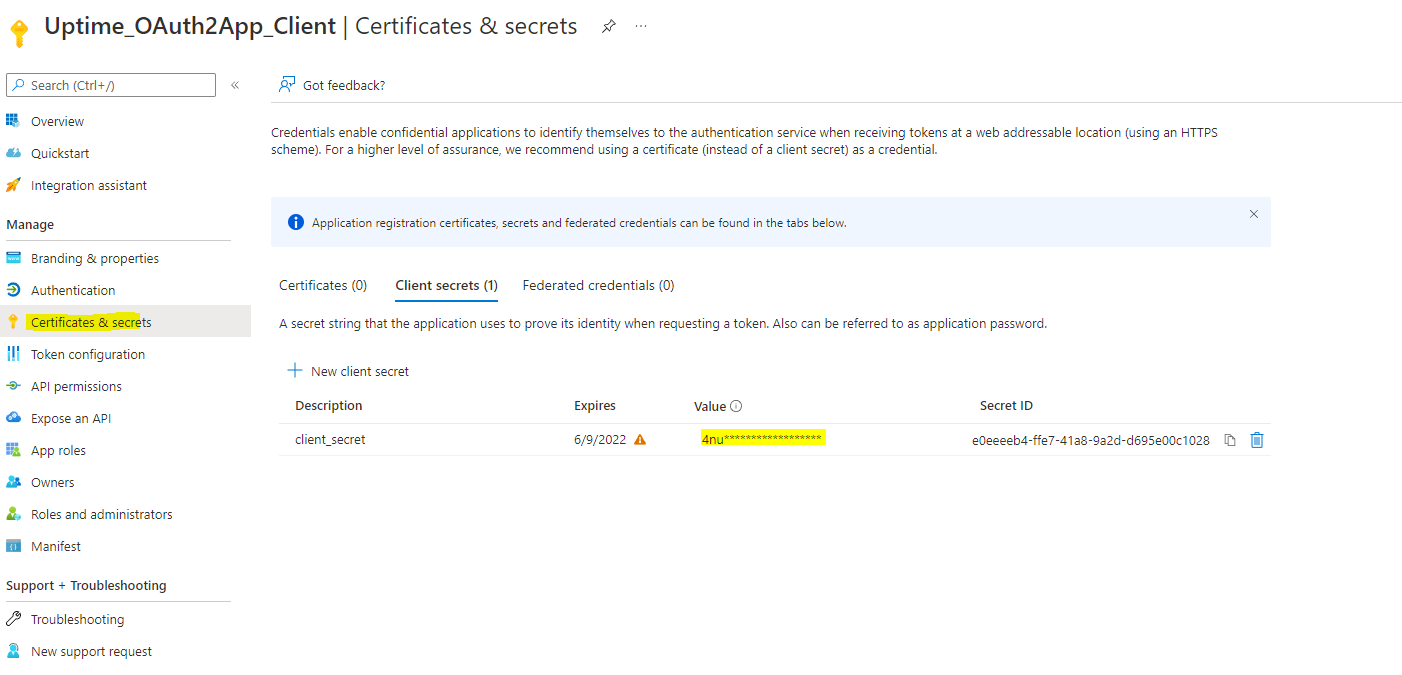 Uptime_OAuth2App_Client | Certificates & secrets
Search (Ctrl+/)
«
Got feedback?
Overview
Quickstart
Integration assistant
Manage
Branding & properties
Authentication
Certificates & secrets
Token configuration
API permissions
Expose an API
App roles
Owners
Roles and administrators
Manifest
Support + Troubleshooting
Troubleshooting
New support request
Credentials enable confidential applications to identify themselves to the authentication service when receiving tokens at a web addressable location (using an HTTPS
scheme). For a higher level of assurance, we recommend using a certificate (instead of a client secret) as a credential.
Application registration certificates, secrets and federated credentials can be found in the tabs below.
Certificates (0) Client secrets (1) Federated credentials (0)
A secret string that the application uses to prove its identity when requesting a token. Also can be referred to as application password.
New client secret
Description Expires Value Secret ID
client_secret 6/9/2022 4nu****************** e0eeeeb4-ffe7-41a8-9a2d-d695e00c1028